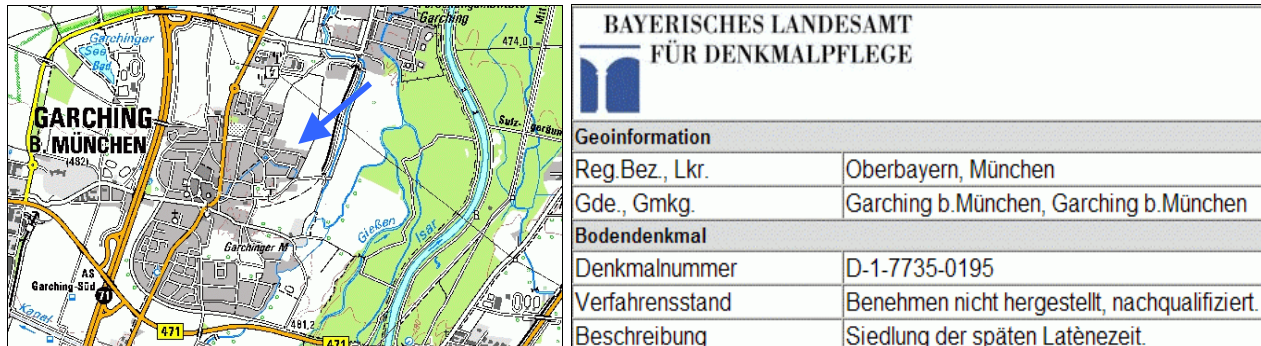 Garching
474,0
Garchinger
See
Bad
GARCHING
B. MÜNCHEN
(482)
Sulz-
Gießen
Isar
Garchinger M
AS
Garching-Süd
71
Kanal
471
481,2
471
BAYERISCHES LANDESAMT
FÜR DENKMALPFLEGE
Geoinformation
Reg.Bez., Lkr. Oberbayern, München
Gde., Gmkg. Garching b.München, Garching b.München
Bodendenkmal
Denkmalnummer D-1-7735-0195
Verfahrensstand Benehmen nicht hergestellt, nachqualifiziert.
Beschreibung Siedlung der späten Latènezeit.